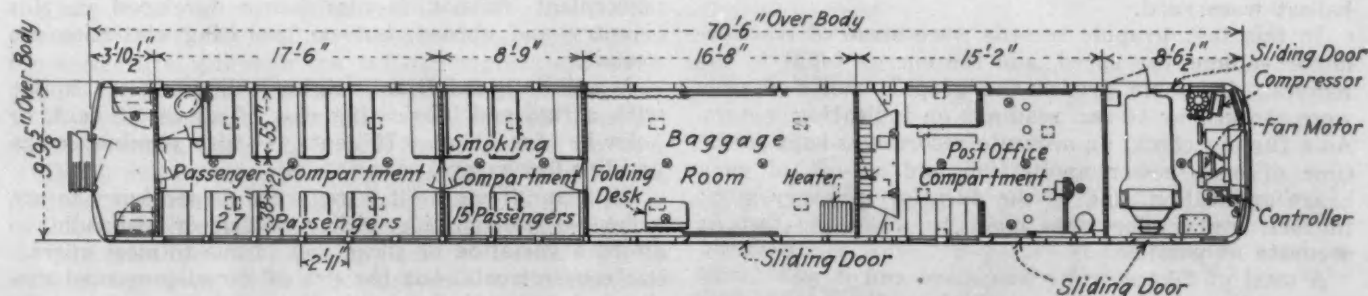 70'-6" Over Body
3'-10½"
17'-6"
8'-9"
16'-8"
15'-2"
8'-6½"
Sliding Door
Compressor
Fan Motor
Controller
9'-9⅝" Over Body
Passenger Compartment
27 Passengers
38"
55"
2'-11"
Smoking
Compartment
15 Passengers
Baggage
Room
Folding
Desk
Heater
Post Office
Compartment
Sliding Door
Sliding Door